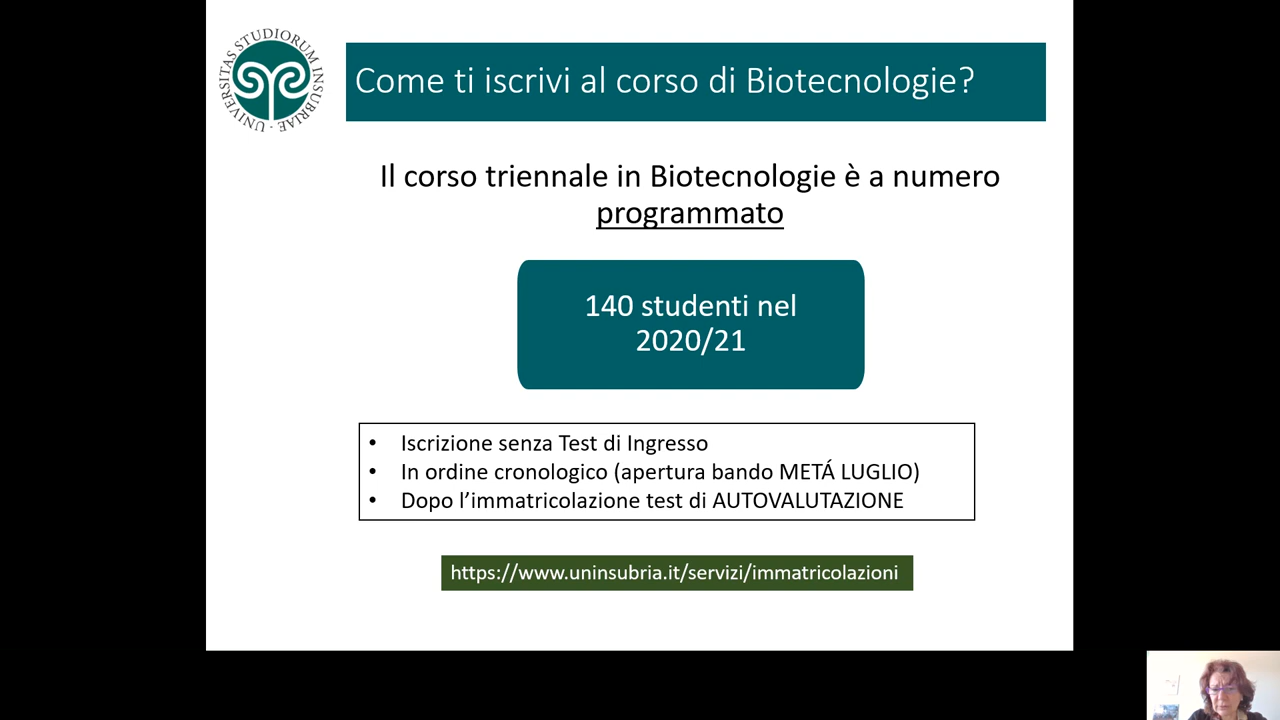 UNIVERSITAS STUDIORUM INSUBRIAE
Come ti iscrivi al corso di Biotecnologie?
Il corso triennale in Biotecnologie è a numero
programmato
140 studenti nel
2020/21
• Iscrizione senza Test di Ingresso
• In ordine cronologico (apertura bando METÁ LUGLIO)
• Dopo l’immatricolazione test di AUTOVALUTAZIONE
https://www.uninsubria.it/servizi/immatricolazioni